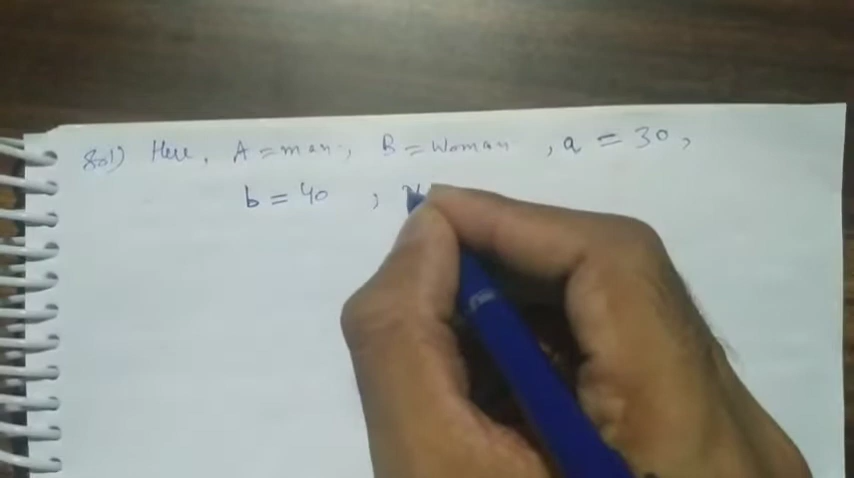 Sol) Here, A = man, B = Woman, a = 30,
b = 40 ,